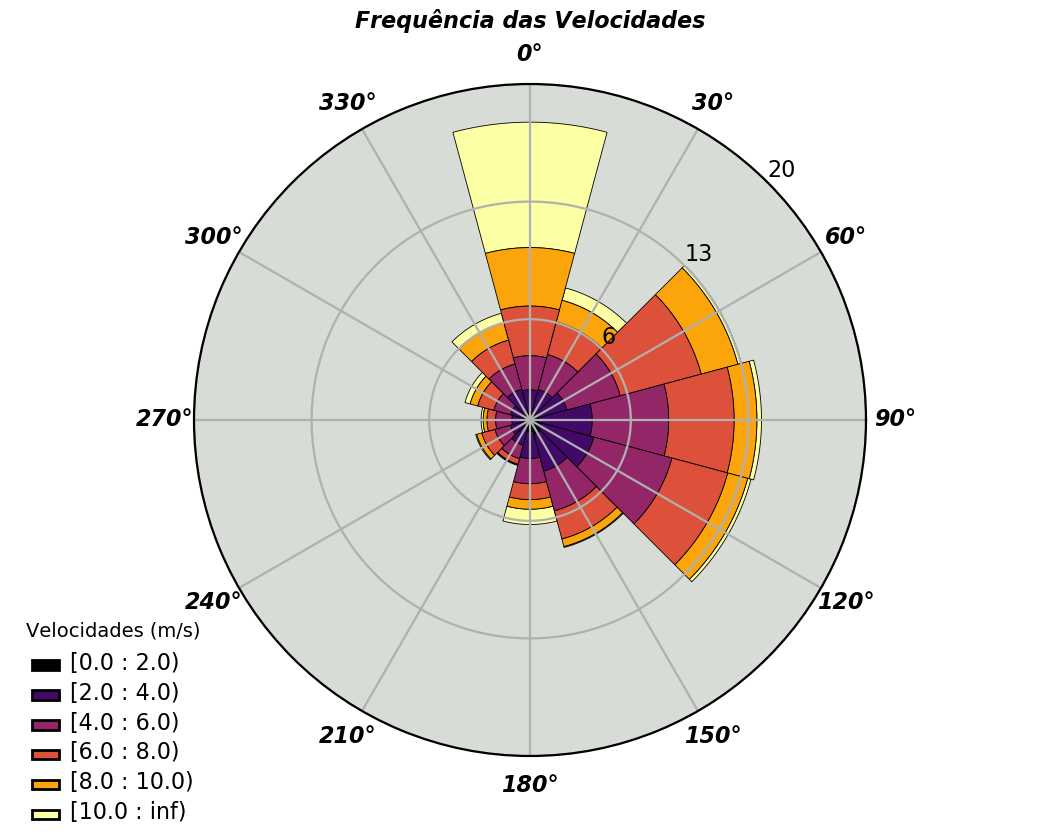 Frequência das Velocidades
0°
330°
30°
20
300°
60°
13
6
270°
90°
240°
120°
210°
150°
180°
Velocidades (m/s)
[0.0 : 2.0)
[2.0 : 4.0)
[4.0 : 6.0)
[6.0 : 8.0)
[8.0 : 10.0)
[10.0 : inf)